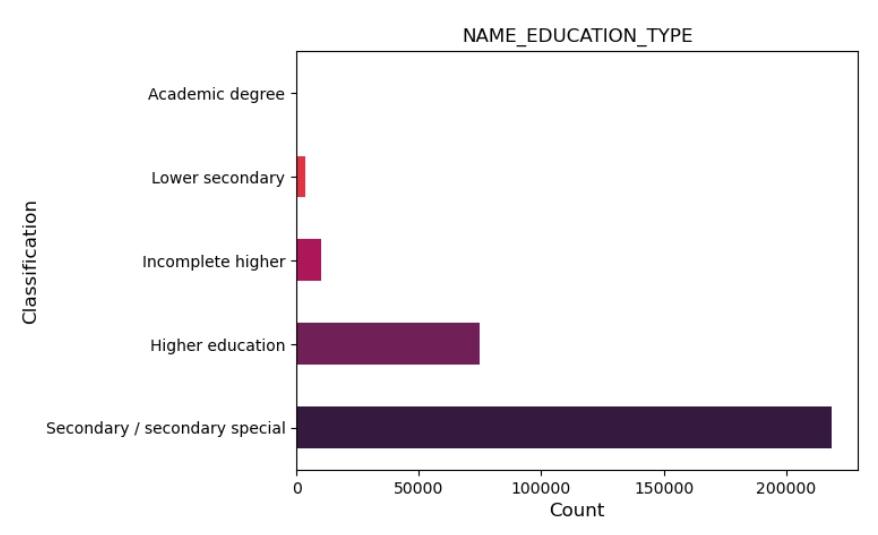 NAME_EDUCATION_TYPE
Classification
Academic degree
Lower secondary
Incomplete higher
Higher education
Secondary / secondary special
0 50000 100000 150000 200000
Count